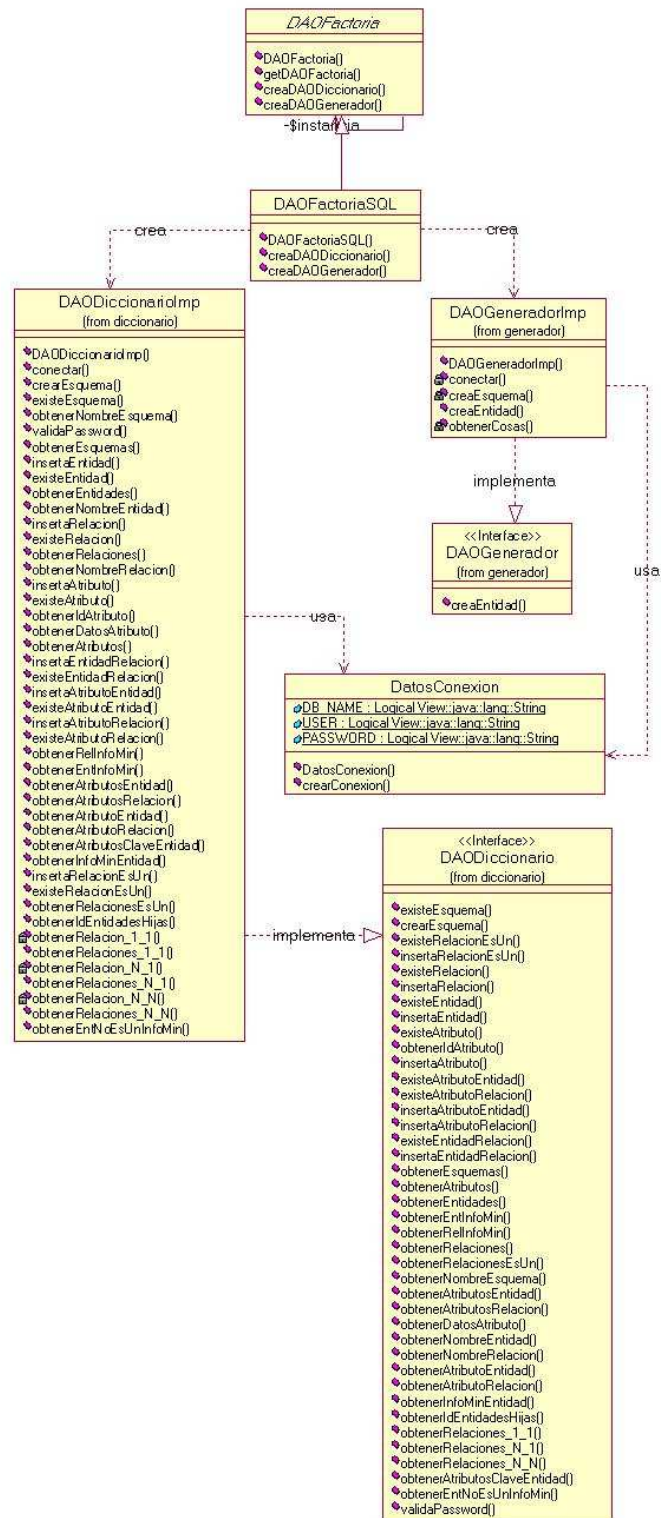 DAOFactoria
DAOFactoria()
getDAOFactoria()
creaDAODiccionario()
creaDAOGenerador()
-$instancia
DAOFactoriaSQL
DAOFactoriaSQL()
creaDAODiccionario()
creaDAOGenerador()
crea
crea
DAODiccionarioImp
(from diccionario)
DAODiccionarioImp()
conectar()
crearEsquema()
existeEsquema()
obtenerNombreEsquema()
validaPassword()
obtenerEsquemas()
insertaEntidad()
existeEntidad()
obtenerEntidades()
obtenerNombreEntidad()
insertaRelacion()
existeRelacion()
obtenerRelaciones()
obtenerNombreRelacion()
insertaAtributo()
existeAtributo()
obtenerIdAtributo()
obtenerDatosAtributo()
obtenerAtributos()
insertaEntidadRelacion()
existeEntidadRelacion()
insertaAtributoEntidad()
existeAtributoEntidad()
insertaAtributoRelacion()
existeAtributoRelacion()
obtenerRelInfoMin()
obtenerEntInfoMin()
obtenerAtributosEntidad()
obtenerAtributosRelacion()
obtenerAtributoEntidad()
obtenerAtributoRelacion()
obtenerAtributosClaveEntidad()
obtenerInfoMinEntidad()
insertaRelacionEsUn()
existeRelacionEsUn()
obtenerRelacionesEsUn()
obtenerIdEntidadesHijas()
obtenerRelacion_1_1()
obtenerRelaciones_1_1()
obtenerRelacion_N_1()
obtenerRelaciones_N_1()
obtenerRelacion_N_N()
obtenerRelaciones_N_N()
obtenerEntNoEsUnInfoMin()
DAOGeneradorImp
(from generador)
DAOGeneradorImp()
conectar()
creaEsquema()
creaEntidad()
obtenerCosas()
implementa
<<Interface>>
DAOGenerador
(from generador)
creaEntidad()
usa
usa
DatosConexion
DB_NAME : Logical View::java::lang::String
USER : Logical View::java::lang::String
PASSWORD : Logical View::java::lang::String
DatosConexion()
crearConexion()
implementa
<<Interface>>
DAODiccionario
(from diccionario)
existeEsquema()
crearEsquema()
existeRelacionEsUn()
insertaRelacionEsUn()
existeRelacion()
insertaRelacion()
existeEntidad()
insertaEntidad()
existeAtributo()
obtenerIdAtributo()
insertaAtributo()
existeAtributoEntidad()
existeAtributoRelacion()
insertaAtributoEntidad()
insertaAtributoRelacion()
existeEntidadRelacion()
insertaEntidadRelacion()
obtenerEsquemas()
obtenerAtributos()
obtenerEntidades()
obtenerEntInfoMin()
obtenerRelInfoMin()
obtenerRelaciones()
obtenerRelacionesEsUn()
obtenerNombreEsquema()
obtenerAtributosEntidad()
obtenerAtributosRelacion()
obtenerDatosAtributo()
obtenerNombreEntidad()
obtenerNombreRelacion()
obtenerAtributoEntidad()
obtenerAtributoRelacion()
obtenerInfoMinEntidad()
obtenerIdEntidadesHijas()
obtenerRelaciones_1_1()
obtenerRelaciones_N_1()
obtenerRelaciones_N_N()
obtenerAtributosClaveEntidad()
obtenerEntNoEsUnInfoMin()
validaPassword()